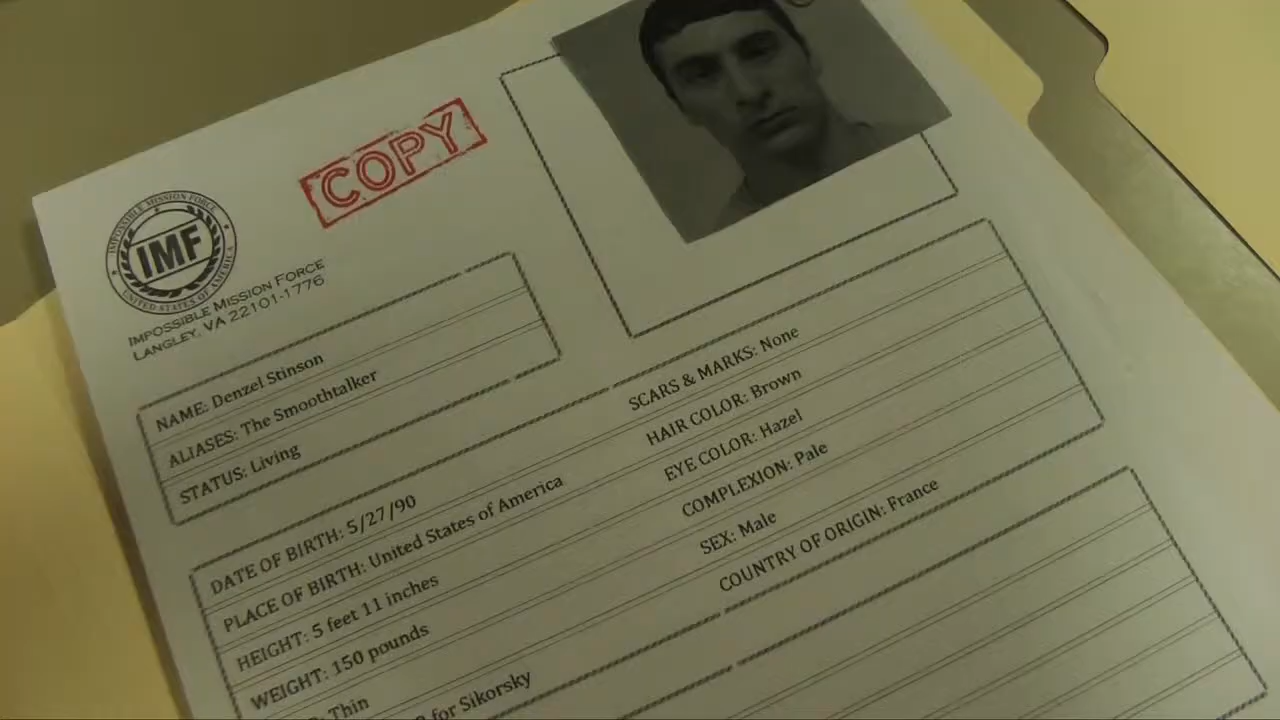 COPY
IMPOSSIBLE MISSION FORCE
IMF
UNITED STATES OF AMERICA
IMPOSSIBLE MISSION FORCE
LANGLEY, VA 22101-1776
NAME: Denzel Stinson
ALIASES: The Smoothtalker
STATUS: Living
DATE OF BIRTH: 5/27/90
PLACE OF BIRTH: United States of America
HEIGHT: 5 feet 11 inches
WEIGHT: 150 pounds
Thin
for Sikorsky
SCARS & MARKS: None
HAIR COLOR: Brown
EYE COLOR: Hazel
COMPLEXION: Pale
SEX: Male
COUNTRY OF ORIGIN: France